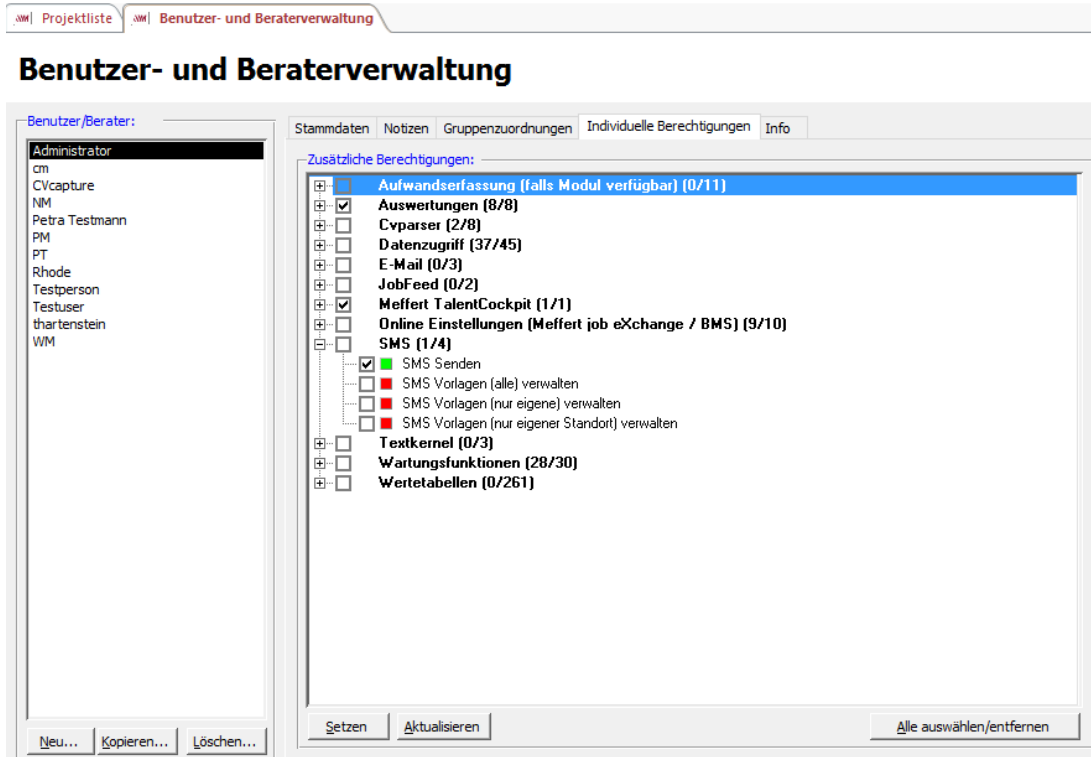 Projektliste
Benutzer- und Beraterverwaltung
Benutzer- und Beraterverwaltung
Benutzer/Berater:
Administrator
cm
CVcapture
NM
Petra Testmann
PM
PT
Rhode
Testperson
Testuser
thartenstein
WM
Neu... Kopieren... Löschen...
Stammdaten Notizen Gruppenzuordnungen Individuelle Berechtigungen Info
Zusätzliche Berechtigungen:
Aufwandserfassung (falls Modul verfügbar) (0/11)
Auswertungen (8/8)
Cvparser (2/8)
Datenzugriff (37/45)
E-Mail (0/3)
JobFeed (0/2)
Meffert TalentCockpit (1/1)
Online Einstellungen (Meffert job eXchange / BMS) (9/10)
SMS (1/4)
SMS Senden
SMS Vorlagen (alle) verwalten
SMS Vorlagen (nur eigene) verwalten
SMS Vorlagen (nur eigener Standort) verwalten
Textkernel (0/3)
Wartungsfunktionen (28/30)
Wertetabellen (0/261)
Setzen Aktualisieren Alle auswählen/entfernen